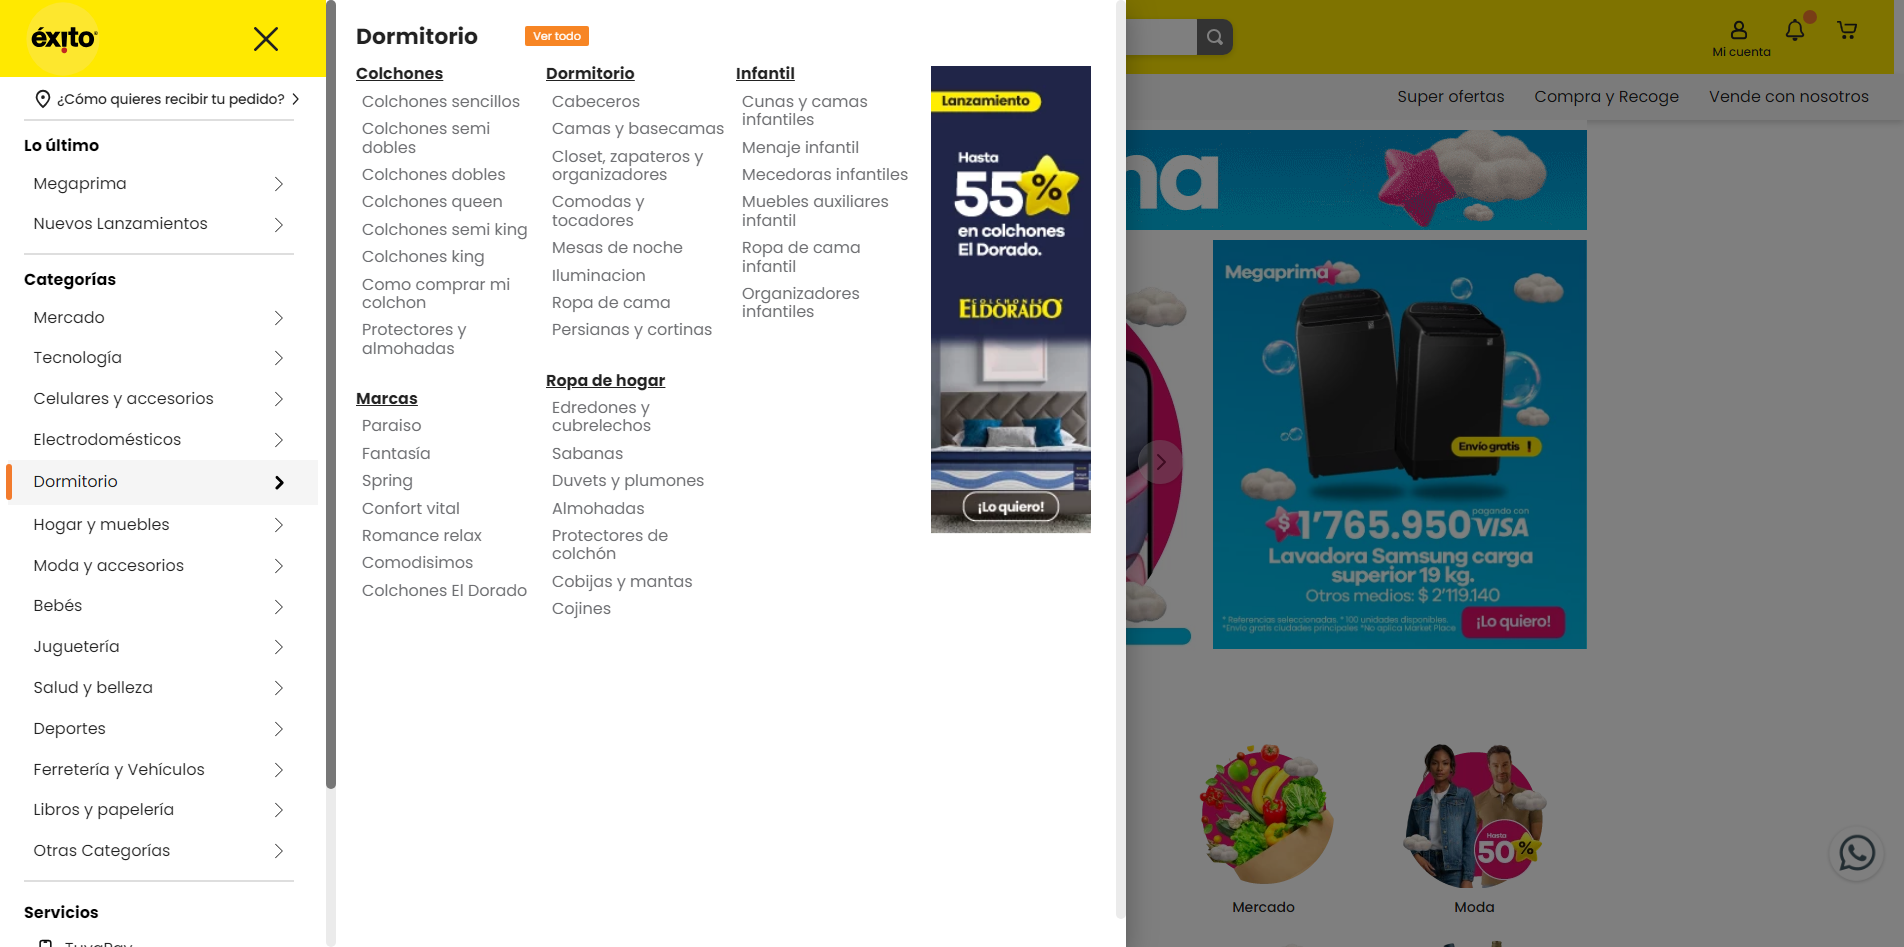 éxito
¿Cómo quieres recibir tu pedido?
Lo último
Megaprima
Nuevos Lanzamientos
Categorías
Mercado
Tecnología
Celulares y accesorios
Electrodomésticos
Dormitorio
Hogar y muebles
Moda y accesorios
Bebés
Juguetería
Salud y belleza
Deportes
Ferretería y Vehículos
Libros y papelería
Otras Categorías
Servicios
TuyaPay
Dormitorio
Ver todo
Colchones
Colchones sencillos
Colchones semi
dobles
Colchones dobles
Colchones queen
Colchones semi king
Colchones king
Como comprar mi
colchon
Protectores y
almohadas
Marcas
Paraiso
Fantasía
Spring
Confort vital
Romance relax
Comodisimos
Colchones El Dorado
Dormitorio
Cabeceros
Camas y basecamas
Closet, zapateros y
organizadores
Comodas y
tocadores
Mesas de noche
Iluminacion
Ropa de cama
Persianas y cortinas
Ropa de hogar
Edredones y
cubrelechos
Sabanas
Duvets y plumones
Almohadas
Protectores de
colchón
Cobijas y mantas
Cojines
Infantil
Cunas y camas
infantiles
Menaje infantil
Mecedoras infantiles
Muebles auxiliares
infantil
Ropa de cama
infantil
Organizadores
infantiles
Lanzamiento
Hasta
55%
en colchones
El Dorado.
COLCHONES
ELDORADO
¡Lo quiero!
Mi cuenta
Super ofertas
Compra y Recoge
Vende con nosotros
na
Megaprima
Envío gratis !
$1'765.950
pagando con
VISA
Lavadora Samsung carga
superior 19 kg.
Otros medios: $ 2'119.140
* Referencias seleccionadas. * 100 unidades disponibles.
*Envío gratis ciudades principales *No aplica Market Place
¡Lo quiero!
Hasta
50%
Mercado
Moda